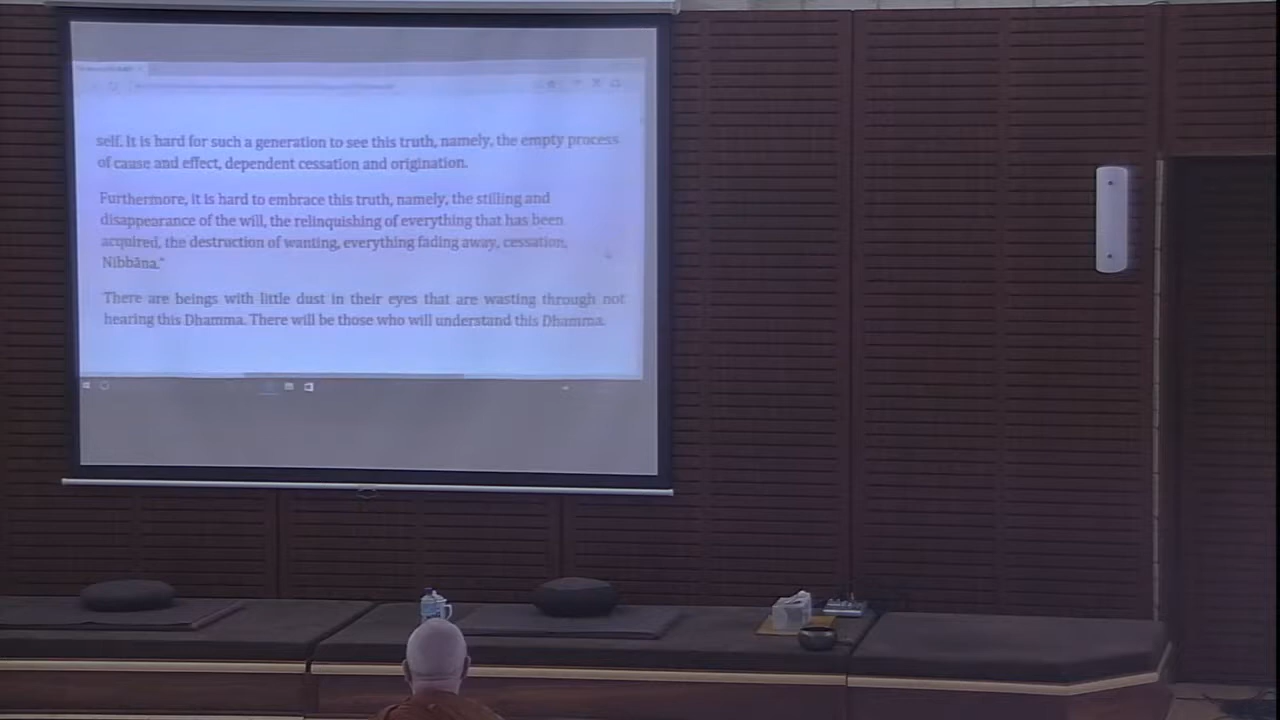 self. It is hard for such a generation to see this truth, namely, the empty process
of cause and effect, dependent cessation and origination.
Furthermore, it is hard to embrace this truth, namely, the stilling and
disappearance of the will, the relinquishing of everything that has been
acquired, the destruction of wanting, everything fading away, cessation,
Nibbāna."
There are beings with little dust in their eyes that are wasting through not
hearing this Dhamma. There will be those who will understand this Dhamma.